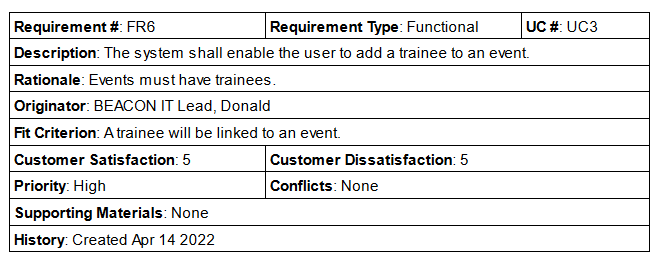 Requirement #: FR6 Requirement Type: Functional UC #: UC3
Description: The system shall enable the user to add a trainee to an event.
Rationale: Events must have trainees.
Originator: BEACON IT Lead, Donald
Fit Criterion: A trainee will be linked to an event.
Customer Satisfaction: 5 Customer Dissatisfaction: 5
Priority: High Conflicts: None
Supporting Materials: None
History: Created Apr 14 2022